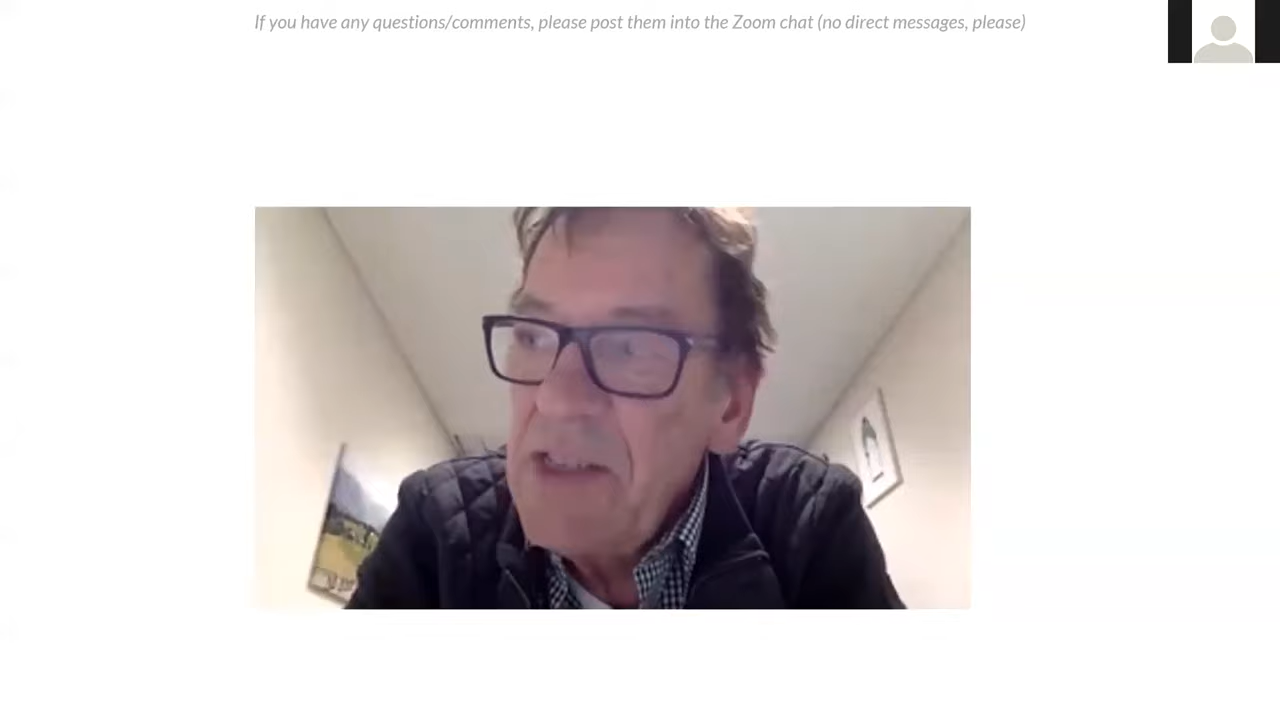 If you have any questions/comments, please post them into the Zoom chat (no direct messages, please)